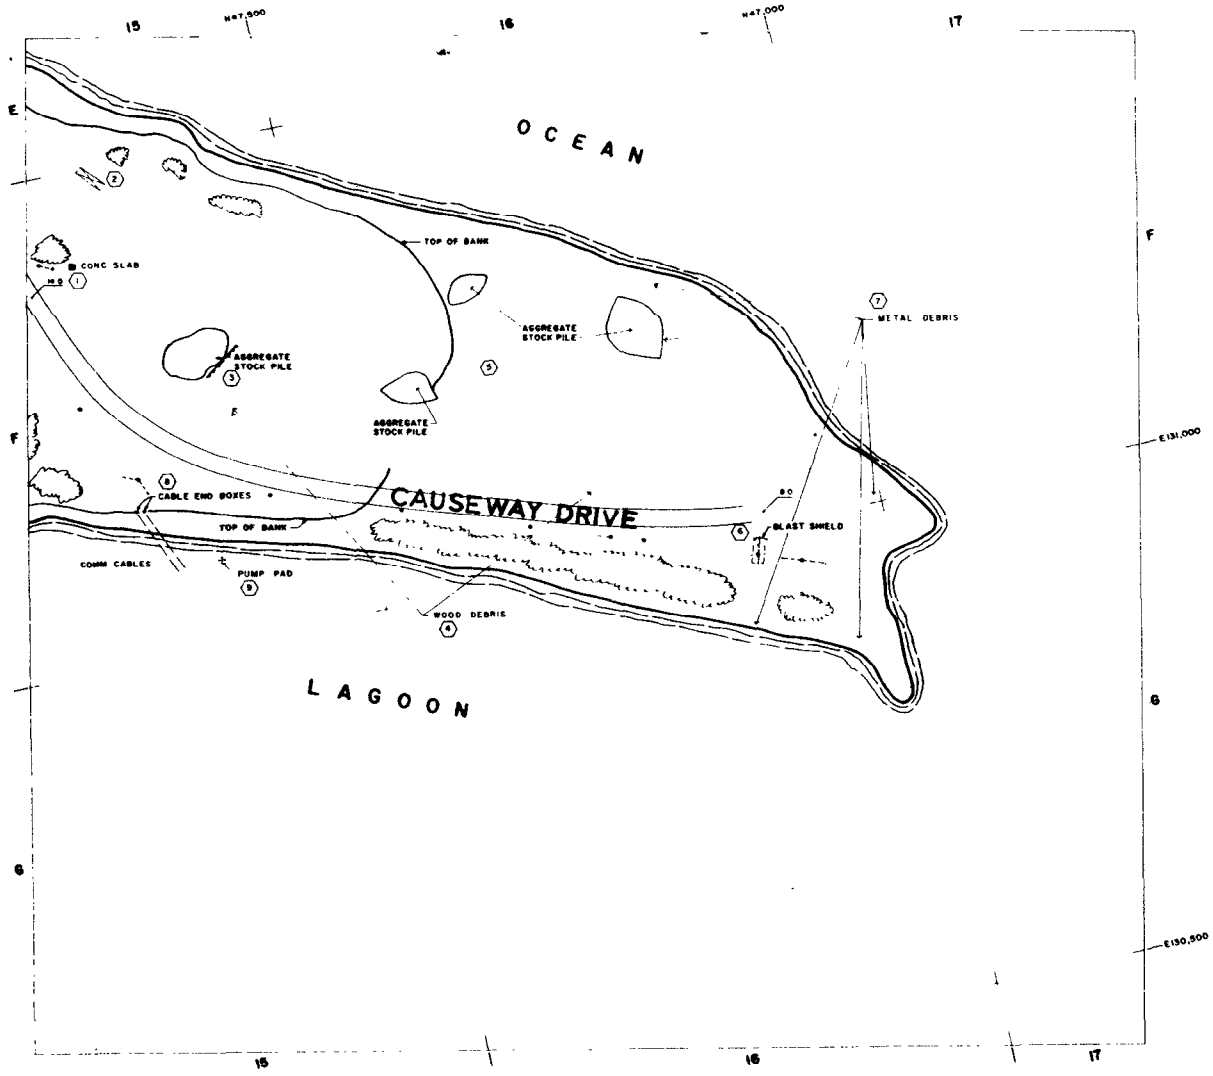 15
N47,500
16
N47,000
17
E
OCEAN
2
F
TOP OF BANK
CONC SLAB
1
7
METAL DEBRIS
AGGREGATE
STOCK PILE
AGGREGATE
STOCK PILE
3
5
AGGREGATE
STOCK PILE
F
E131,000
8
CABLE END BOXES
CAUSEWAY DRIVE
8.0
TOP OF BANK
6
BLAST SHIELD
COMM CABLES
PUMP PAD
9
WOOD DEBRIS
4
LAGOON
G
G
E130,500
15
16
17